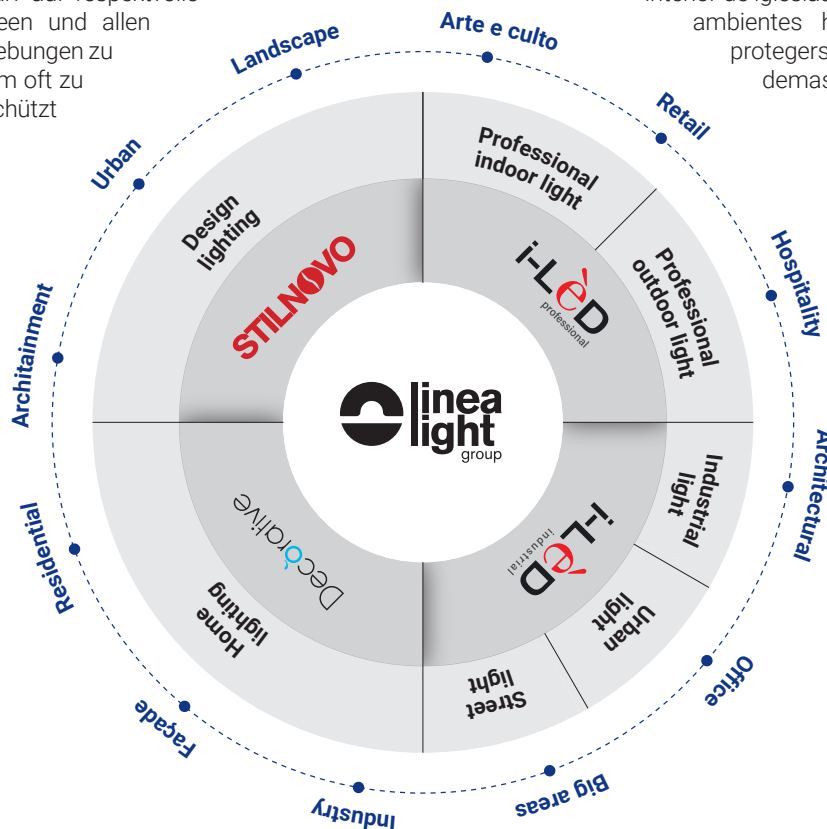 een und allen
ebungen zu
m oft zu
chützt
ambientes h
protegers
demas
Landscape
Arte e culto
Retail
Hospitality
Architectural
Office
Big areas
Industry
Façade
Residential
Architainment
Urban
Design
lighting
Professional
indoor light
Professional
outdoor light
Industrial
light
Urban
light
Street
light
Home
lighting
STILNOVO
i-LèD
professional
i-LèD
industrial
Decorative
linea
light
group